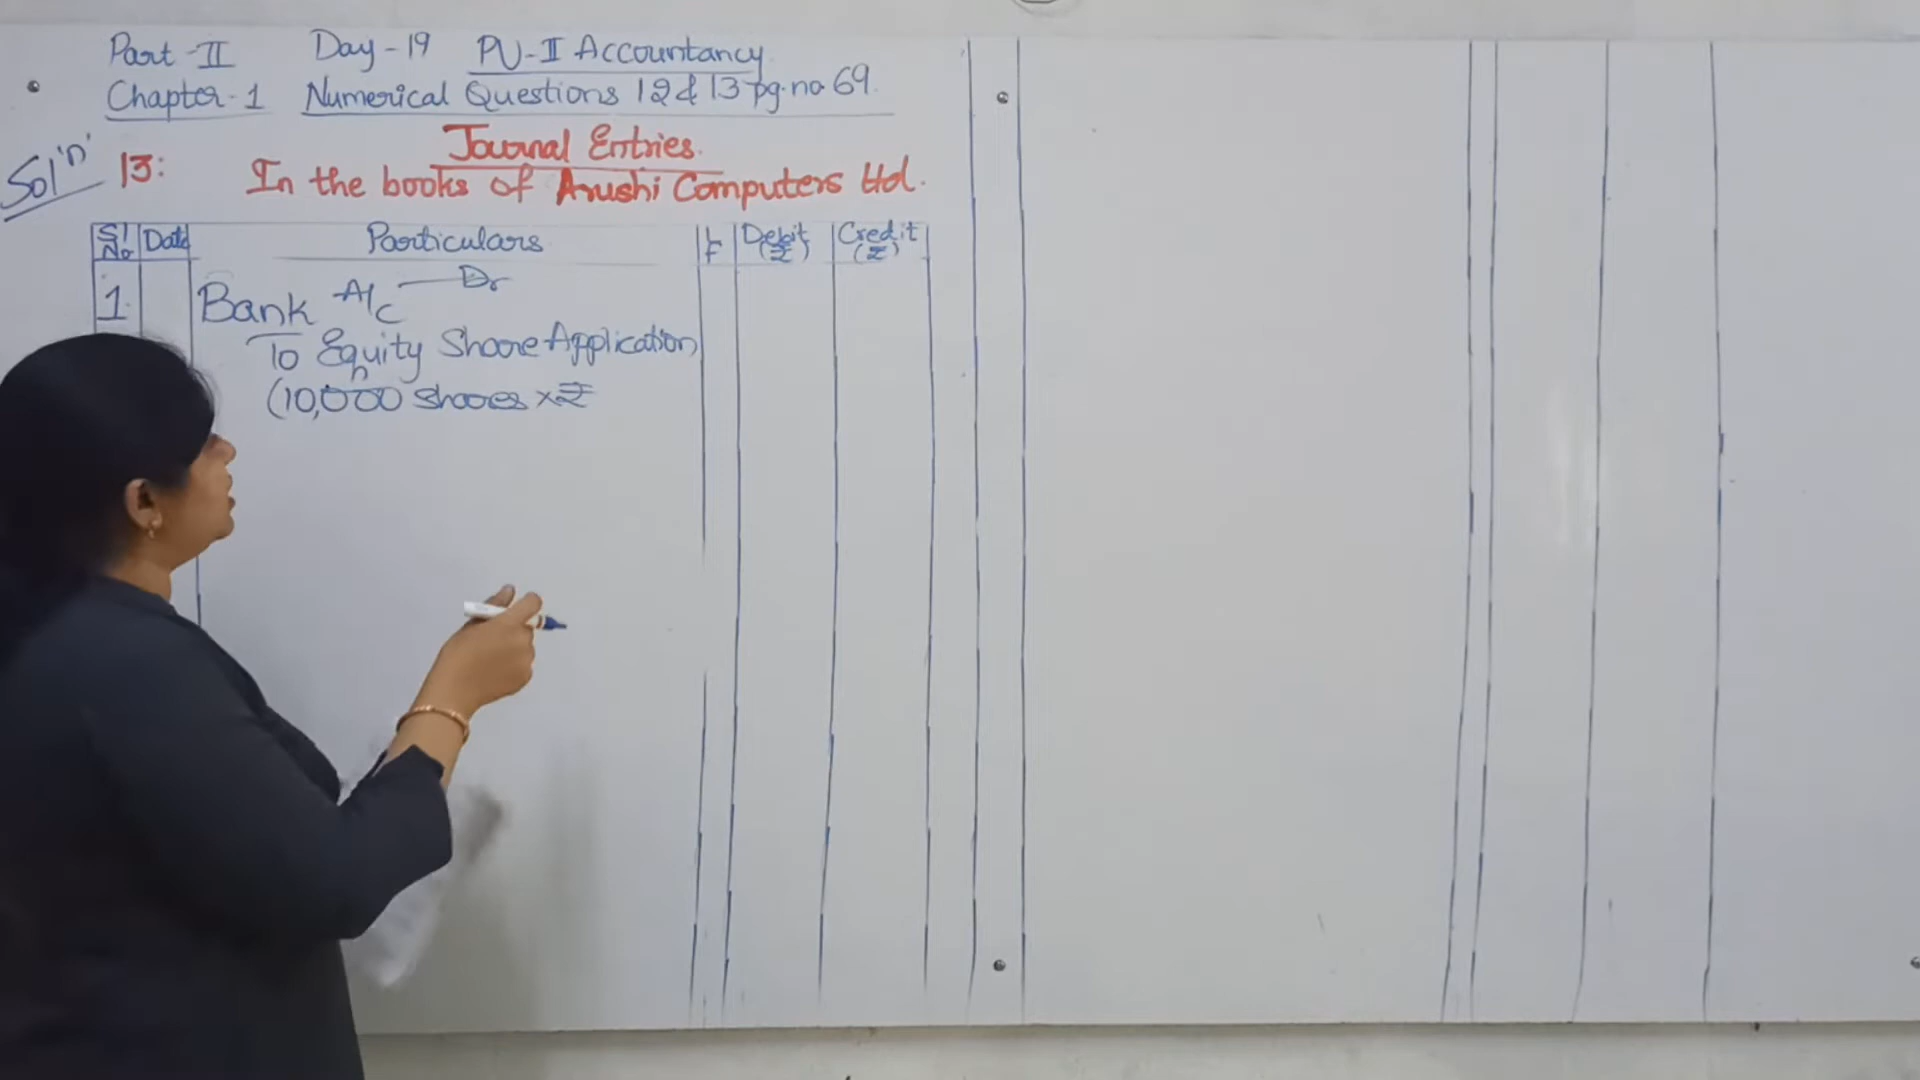 Part-II Day-19 PU-II Accountancy
Chapter-1 Numerical Questions 12 & 13 pg.no.69.
Sol'n' 13: Journal Entries.
In the books of Arushi Computers Ltd.
Sl No Date Particulars LF Debit (₹) Credit (₹)
1. Bank A/c Dr
To Equity Share Application
(10,000 shares × ₹